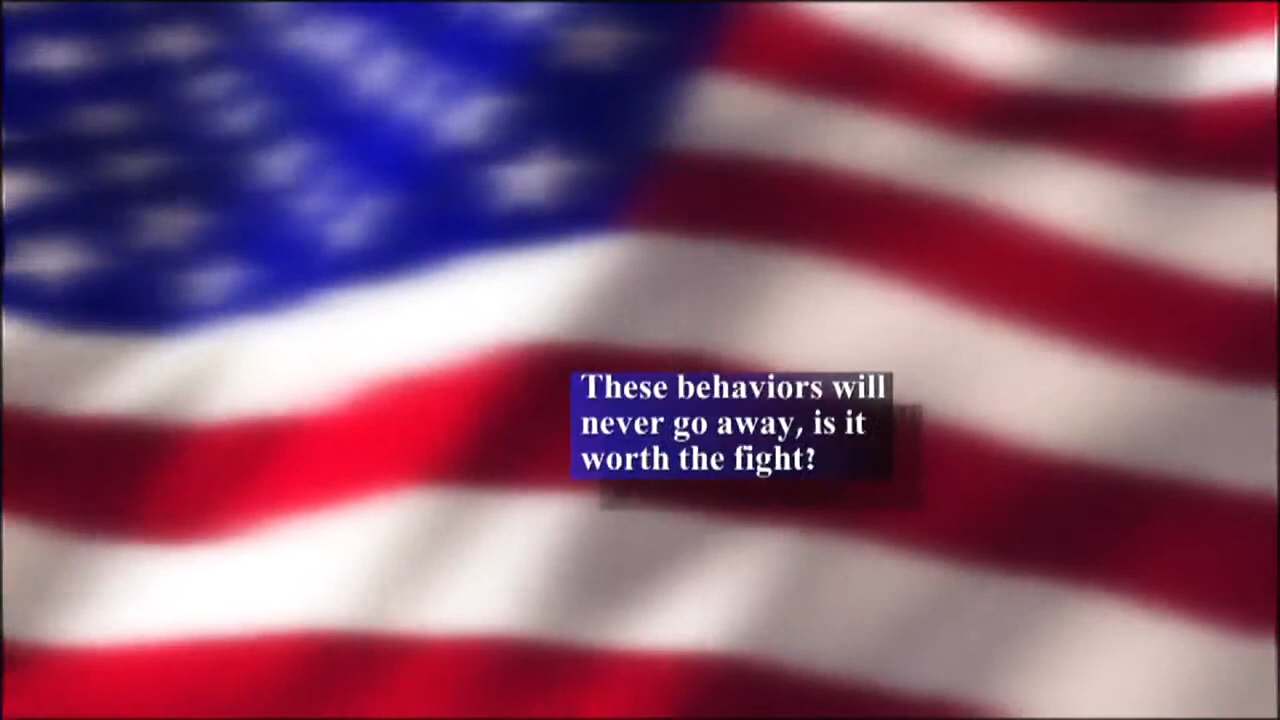 These behaviors will
never go away, is it
worth the fight?